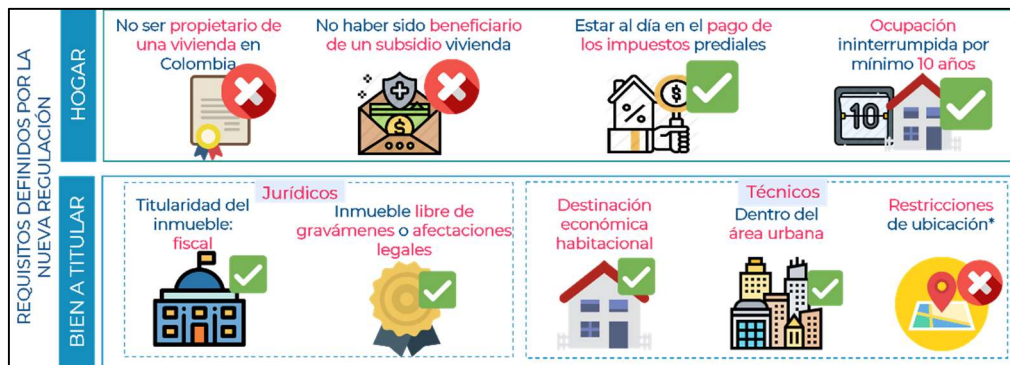 REQUISITOS DEFINIDOS POR LA
NUEVA REGULACIÓN
HOGAR
No ser propietario de
una vivienda en
Colombia
No haber sido beneficiario
de un subsidio vivienda
Estar al día en el pago de
los impuestos prediales
Ocupación
ininterrumpida por
mínimo 10 años
10
BIEN A TITULAR
Jurídicos
Titularidad del
inmueble:
fiscal
Inmueble libre de
gravámenes o afectaciones
legales
Técnicos
Destinación
económica
habitacional
Dentro del
área urbana
Restricciones
de ubicación*